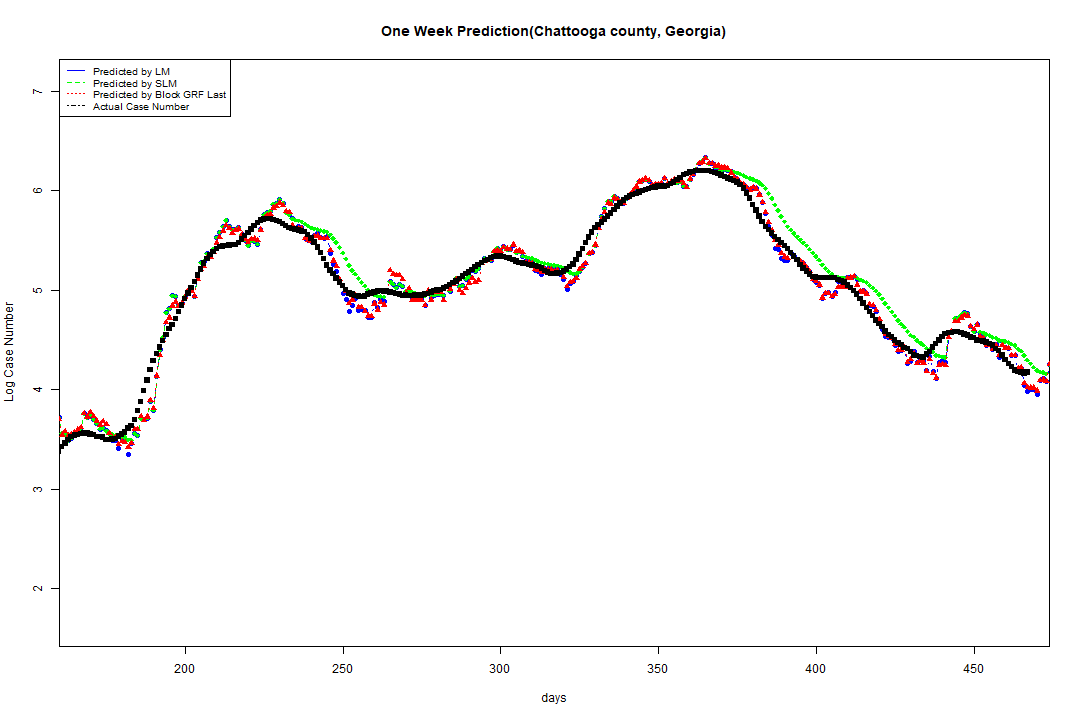 One Week Prediction(Chattooga county, Georgia)
Predicted by LM
Predicted by SLM
Predicted by Block GRF Last
Actual Case Number
7
6
5
4
3
2
Log Case Number
200 250 300 350 400 450
days